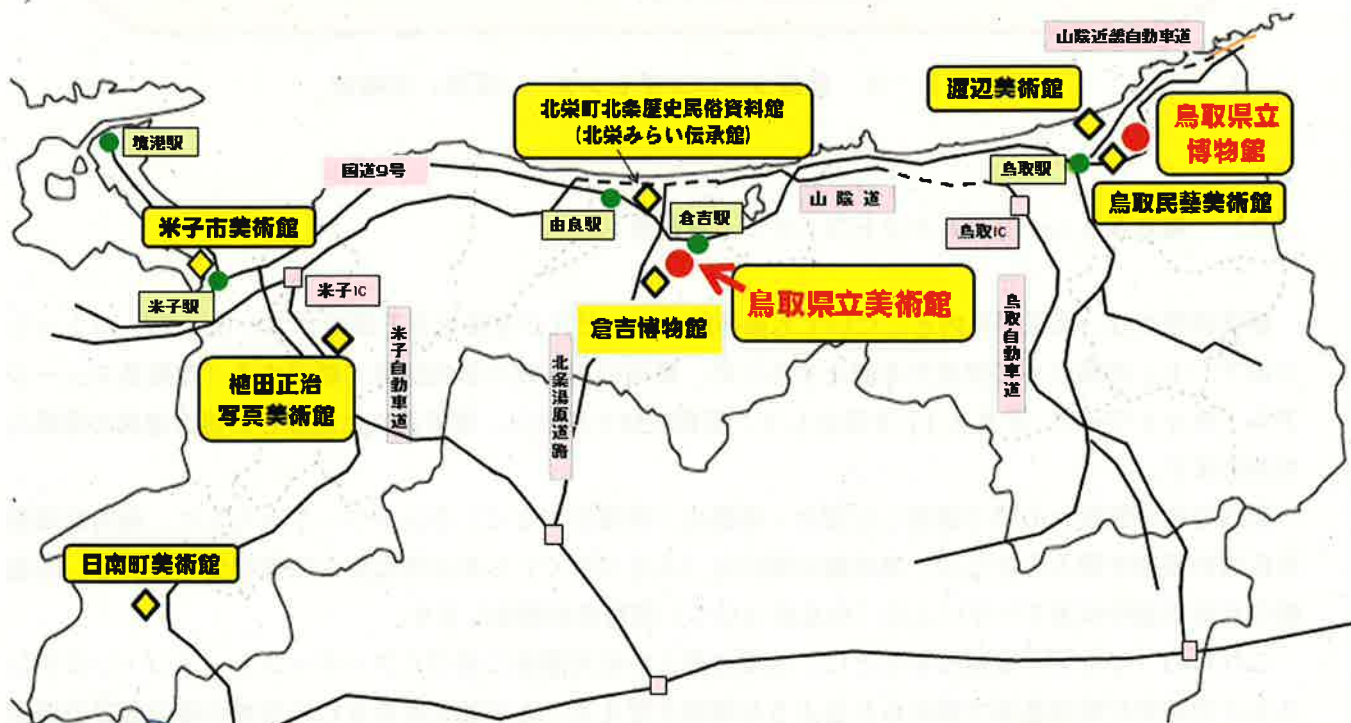 山陰近畿自動車道
渡辺美術館
鳥取県立
博物館
北栄町北条歴史民俗資料館
(北栄みらい伝承館)
境港駅
国道9号
鳥取駅
山陰道
鳥取民藝美術館
由良駅
倉吉駅
米子市美術館
鳥取IC
米子駅
米子IC
鳥取県立美術館
倉吉博物館
米子自動車道
北条湯原道路
鳥取自動車道
植田正治
写真美術館
日南町美術館